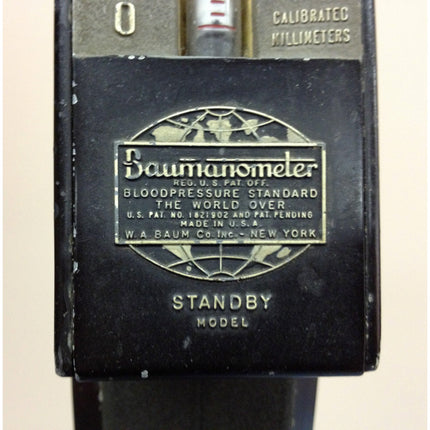 0
CALIBRATED
MILLIMETERS
Baumanometer
REG. U.S. PAT. OFF.
BLOODPRESSURE STANDARD
THE WORLD OVER
U.S. PAT. NO. 1821902 AND PAT. PENDING
MADE IN U.S.A.
W.A. BAUM Co. Inc. - NEW YORK
STANDBY
MODEL